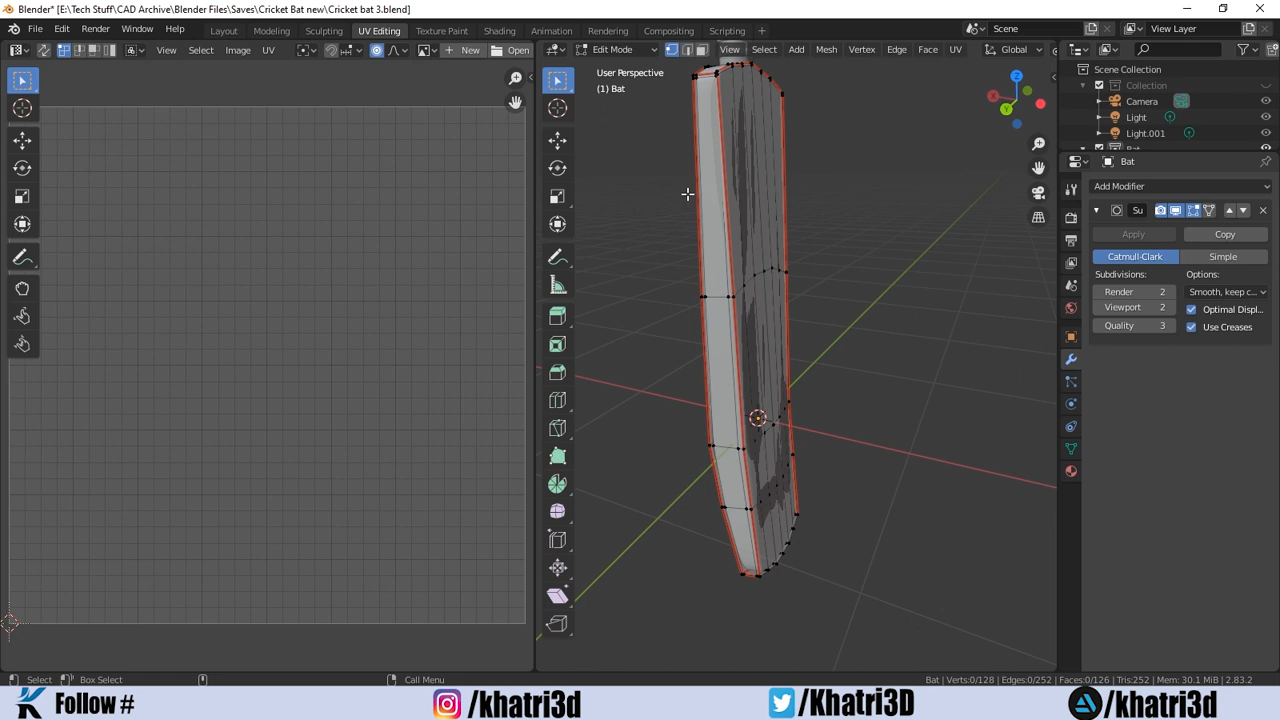 Blender* [E:\Tech Stuff\CAD Archive\Blender Files\Saves\Cricket Bat new\Cricket bat 3.blend]
File Edit Render Window Help Layout Modeling Sculpting UV Editing Texture Paint Shading Animation Rendering Compositing Scripting + Scene View Layer
View Select Image UV New Open Edit Mode View Select Add Mesh Vertex Edge Face UV Global
User Perspective
(1) Bat
Z
X
Y
Scene Collection
Collection
Camera
Light
Light.001
Bat
Bat
Add Modifier
Su
Apply Copy
Catmull-Clark Simple
Subdivisions: Options:
Render 2 Smooth, keep c...
Viewport 2 Optimal Displ...
Quality 3 Use Creases
Select Box Select Call Menu Bat | Verts:0/128 | Edges:0/252 | Faces:0/126 | Tris:252 | Mem: 30.1 MiB | 2.83.2
Follow # /khatri3d /Khatri3D /khatri3d